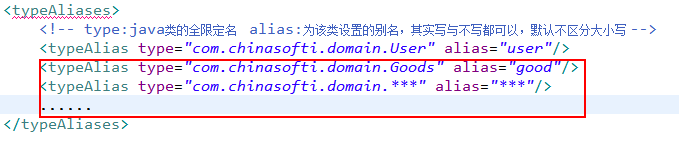 <typeAliases>
<!-- type:java类的全限定名 alias:为该类设置的别名，其实写与不写都可以，默认不区分大小写 -->
<typeAlias type="com.chinasofti.domain.User" alias="user"/>
<typeAlias type="com.chinasofti.domain.Goods" alias="good"/>
<typeAlias type="com.chinasofti.domain.***" alias="***"/>
......
</typeAliases>